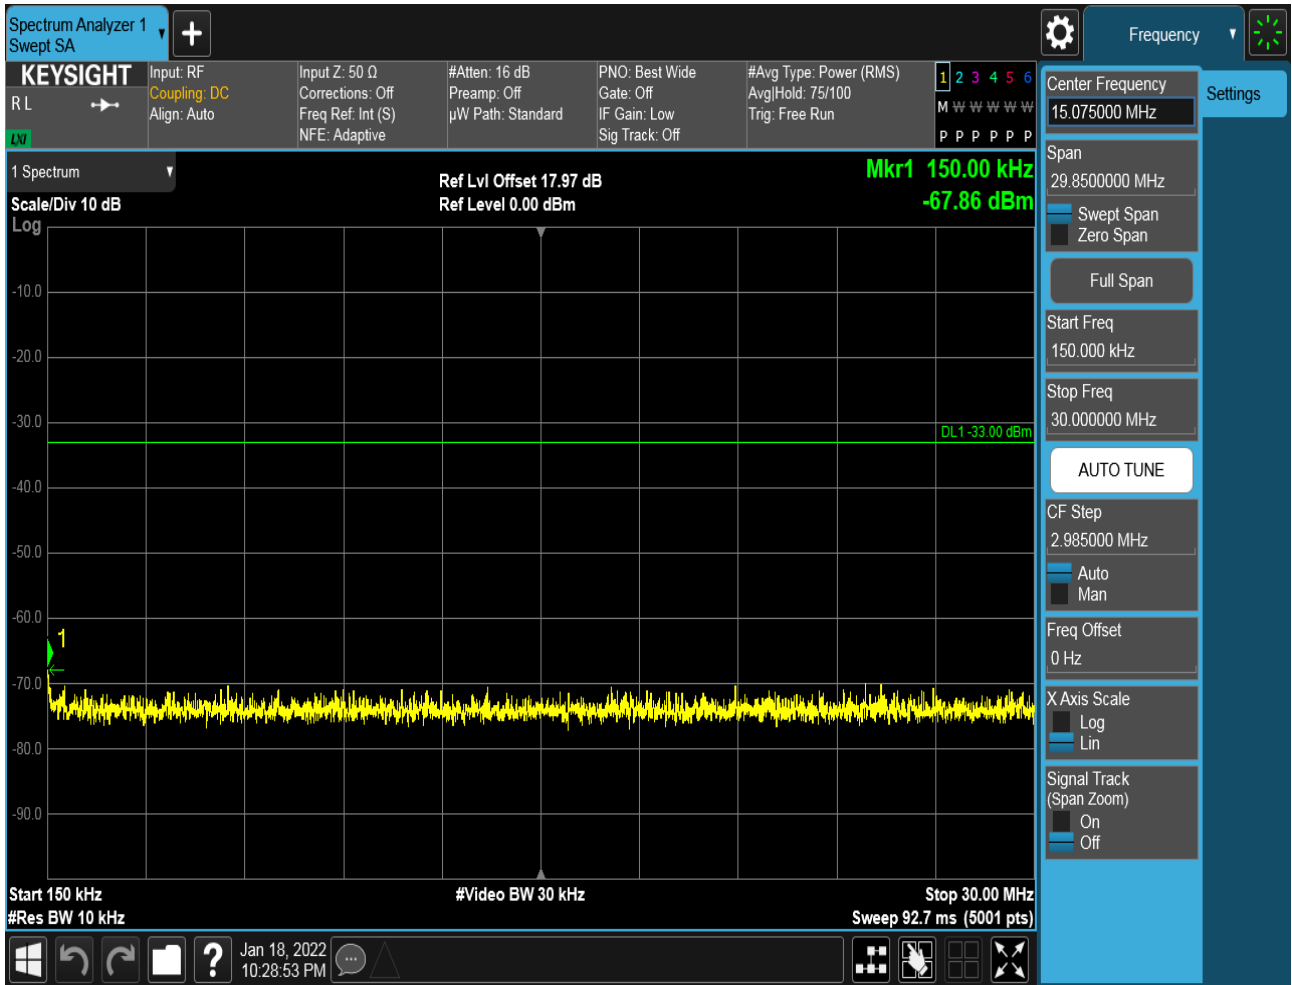 Spectrum Analyzer 1
Swept SA
Frequency
KEYSIGHT
R L
LXI
Input: RF
Coupling: DC
Align: Auto
Input Z: 50 Ω
Corrections: Off
Freq Ref: Int (S)
NFE: Adaptive
#Atten: 16 dB
Preamp: Off
µW Path: Standard
PNO: Best Wide
Gate: Off
IF Gain: Low
Sig Track: Off
#Avg Type: Power (RMS)
Avg|Hold: 75/100
Trig: Free Run
1 2 3 4 5 6
M W W W W W
P P P P P P
1 Spectrum
Scale/Div 10 dB
Log
Ref Lvl Offset 17.97 dB
Ref Level 0.00 dBm
Mkr1 150.00 kHz
-67.86 dBm
-10.0
-20.0
-30.0
DL1 -33.00 dBm
-40.0
-50.0
-60.0
1
-70.0
-80.0
-90.0
Start 150 kHz
#Video BW 30 kHz
Stop 30.00 MHz
#Res BW 10 kHz
Sweep 92.7 ms (5001 pts)
?
Jan 18, 2022
10:28:53 PM
Center Frequency
15.075000 MHz
Settings
Span
29.8500000 MHz
Swept Span
Zero Span
Full Span
Start Freq
150.000 kHz
Stop Freq
30.000000 MHz
AUTO TUNE
CF Step
2.985000 MHz
Auto
Man
Freq Offset
0 Hz
X Axis Scale
Log
Lin
Signal Track
(Span Zoom)
On
Off